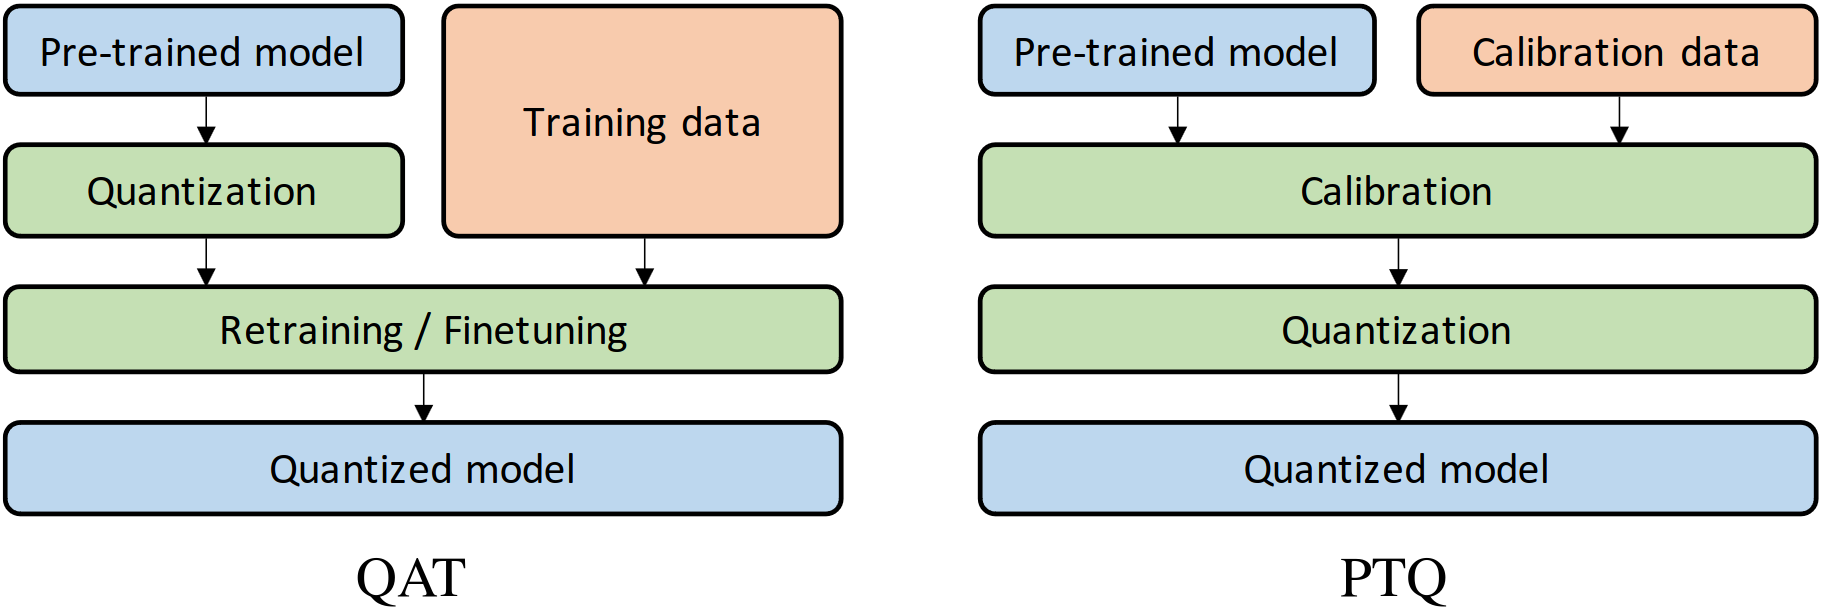 Pre-trained model
Training data
Quantization
Retraining / Finetuning
Quantized model
QAT
Pre-trained model
Calibration data
Calibration
Quantization
Quantized model
PTQ